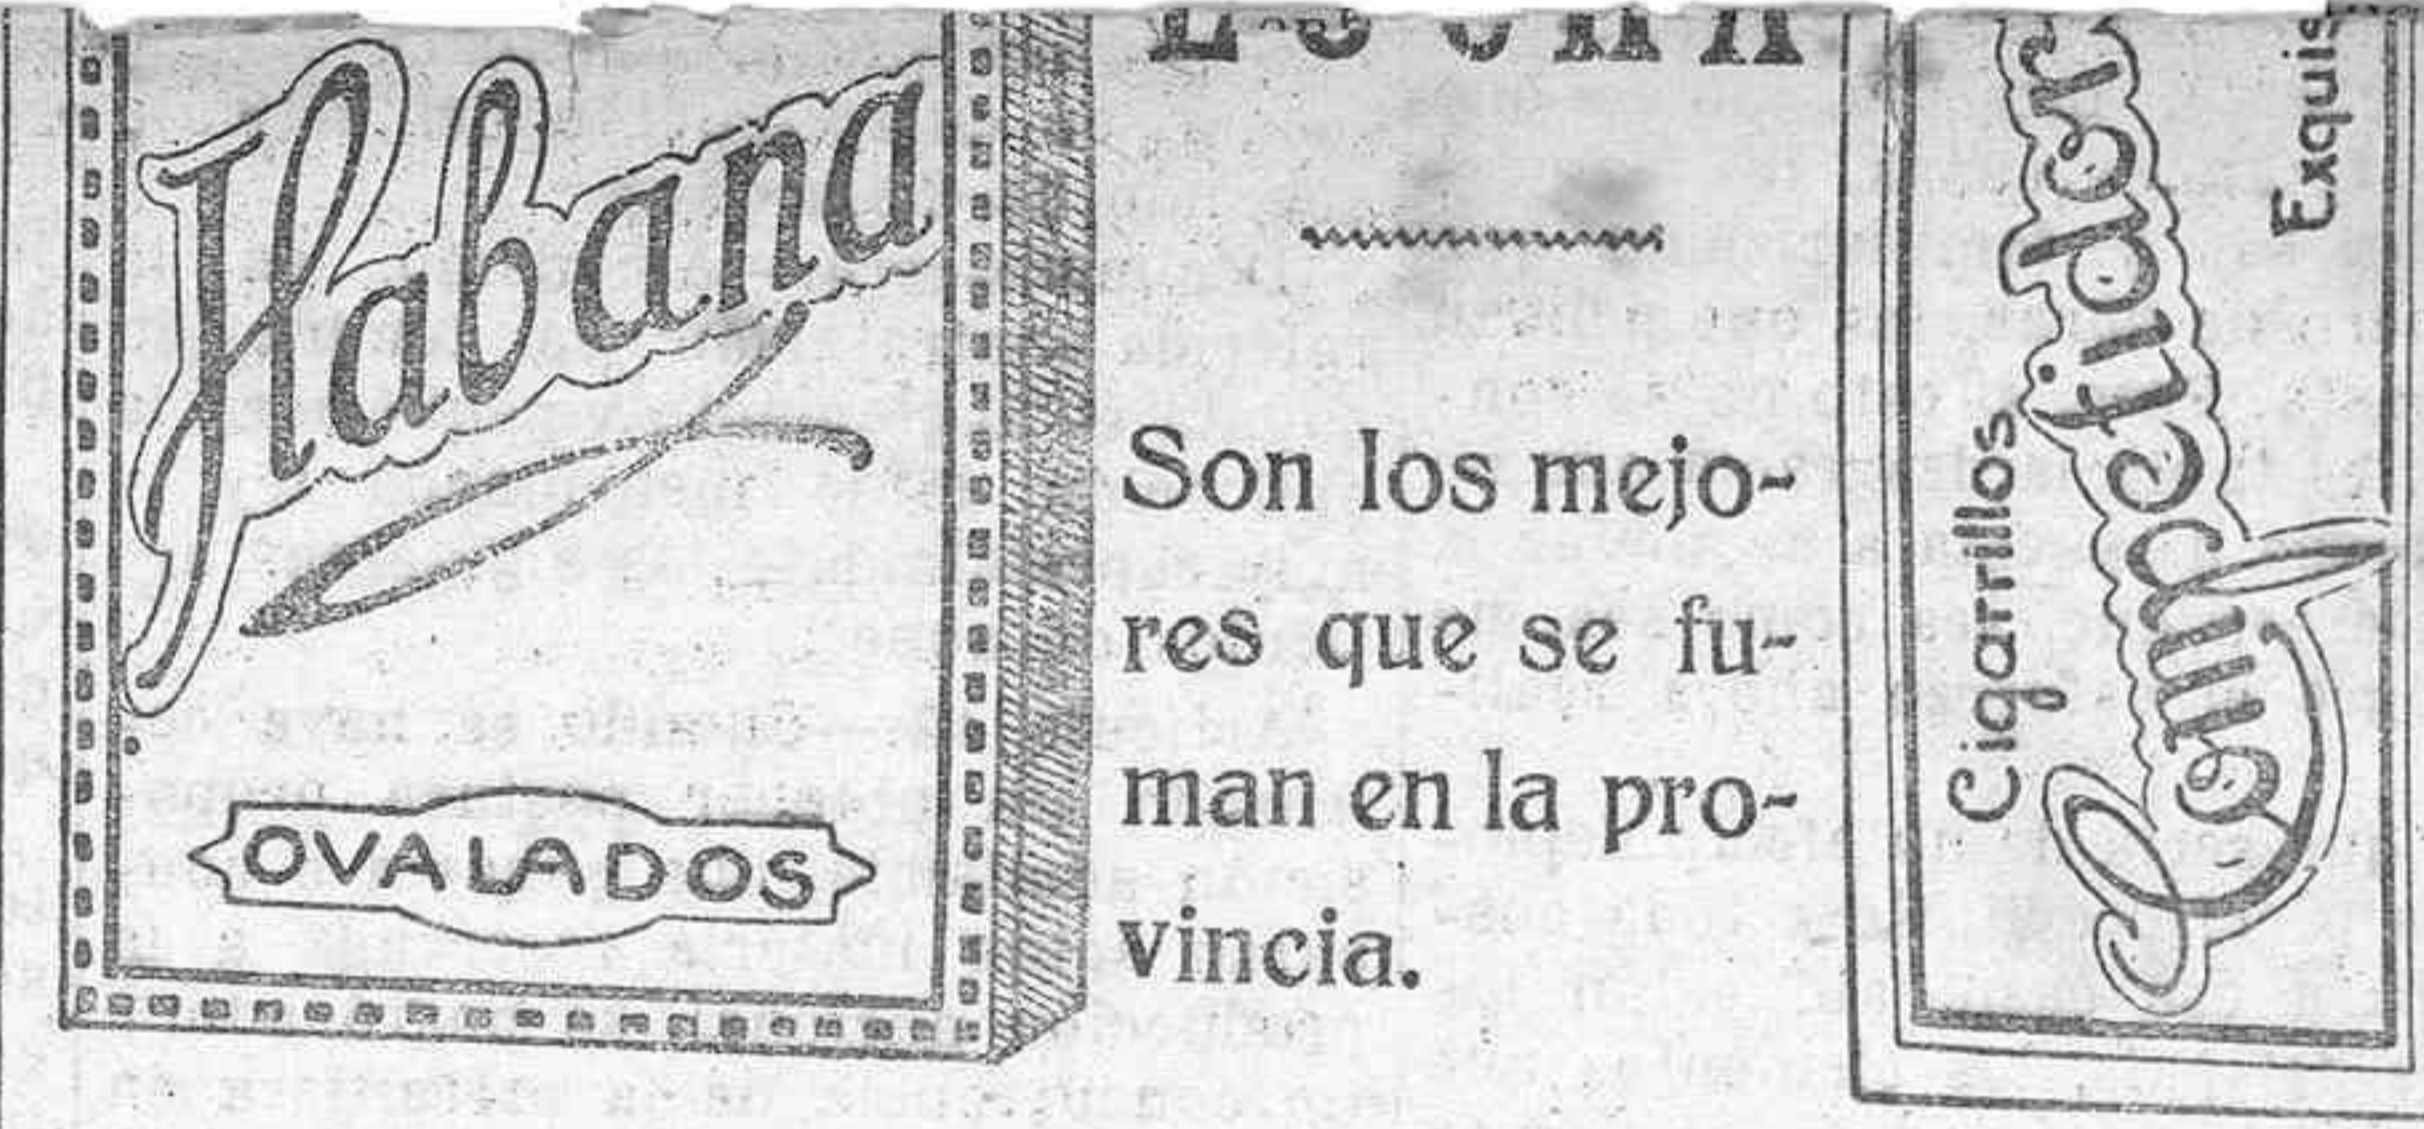 Habana
OVALADOS
Son los mejo-
res que se fu-
man en la pro-
vincia.
Cigarrillos
Competidor
Exquis